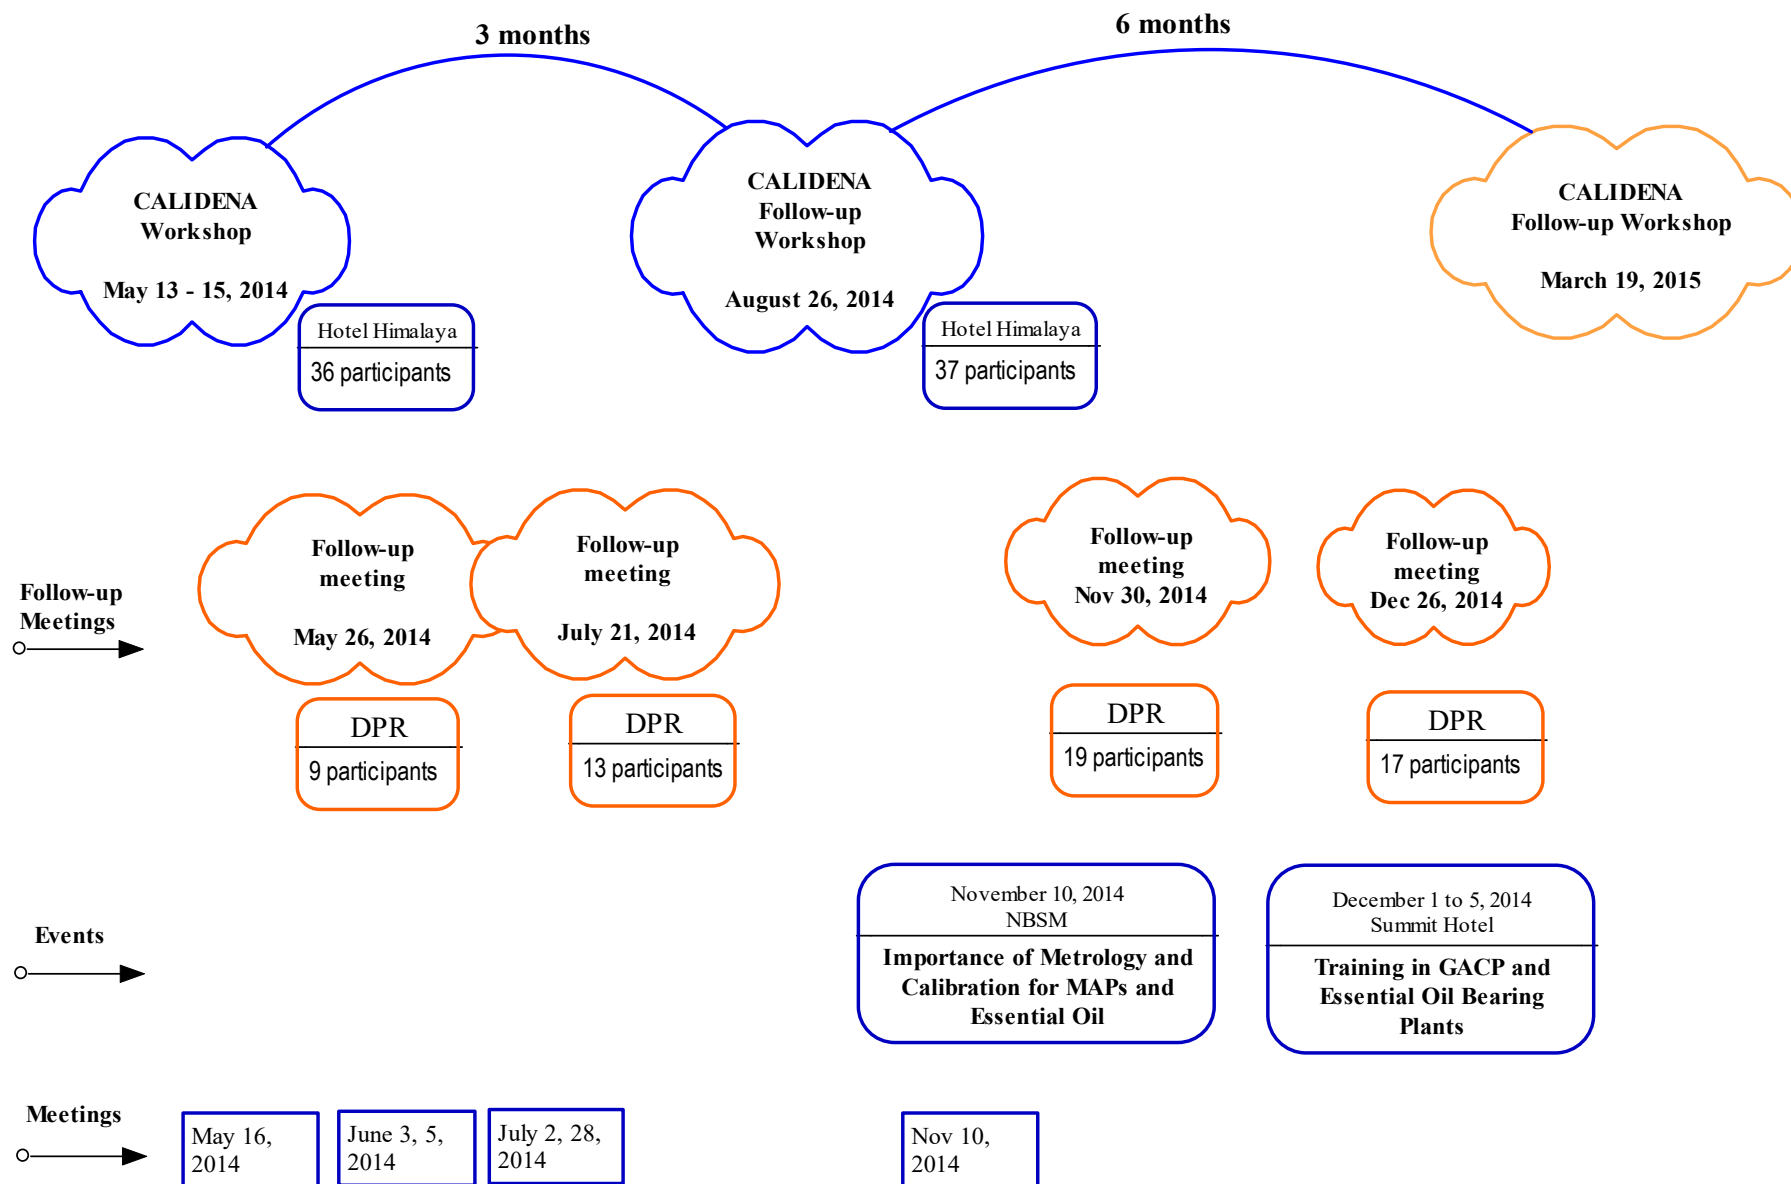 3 months
6 months
CALIDENA
Workshop
May 13 - 15, 2014
Hotel Himalaya
36 participants
CALIDENA
Follow-up
Workshop
August 26, 2014
Hotel Himalaya
37 participants
CALIDENA
Follow-up Workshop
March 19, 2015
Follow-up
Meetings
Follow-up
meeting
May 26, 2014
DPR
9 participants
Follow-up
meeting
July 21, 2014
DPR
13 participants
Follow-up
meeting
Nov 30, 2014
DPR
19 participants
Follow-up
meeting
Dec 26, 2014
DPR
17 participants
Events
November 10, 2014
NBSM
Importance of Metrology and
Calibration for MAPs and
Essential Oil
December 1 to 5, 2014
Summit Hotel
Training in GACP and
Essential Oil Bearing
Plants
Meetings
May 16,
2014
June 3, 5,
2014
July 2, 28,
2014
Nov 10,
2014